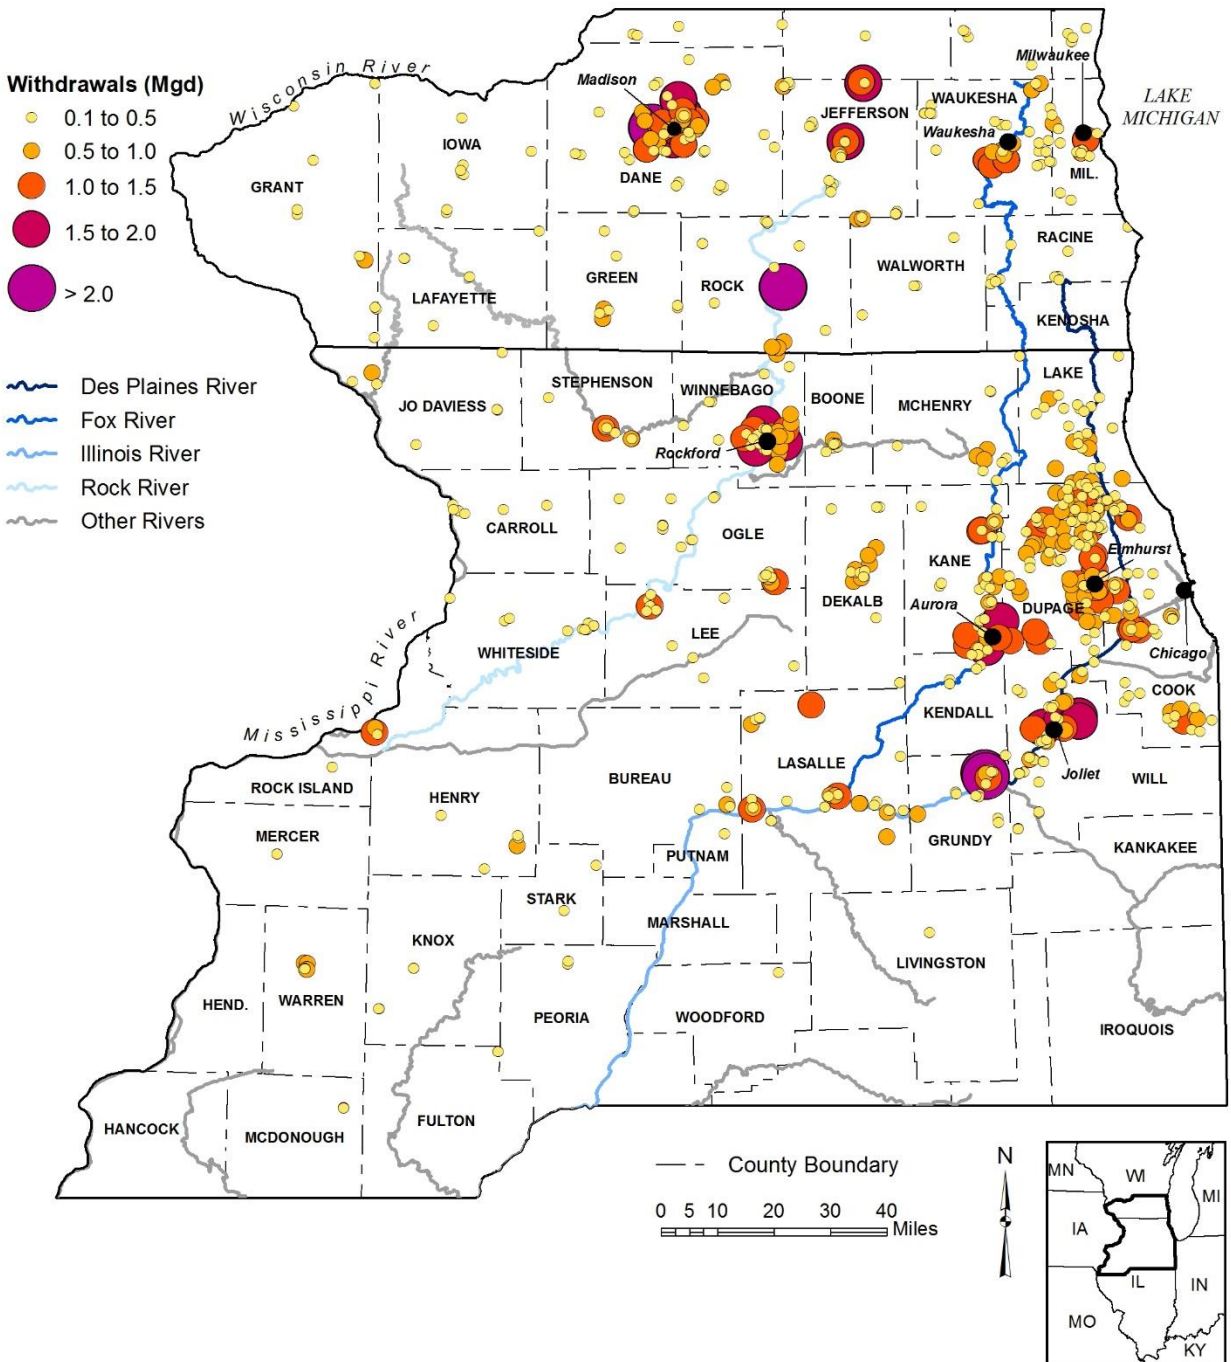 Withdrawals (Mgd)
0.1 to 0.5
0.5 to 1.0
1.0 to 1.5
1.5 to 2.0
> 2.0
Des Plaines River
Fox River
Illinois River
Rock River
Other Rivers
Wisconsin River
Madison
Milwaukee
LAKE
MICHIGAN
WAUKESHA
JEFFERSON
Waukesha
IOWA
GRANT
DANE
MIL.
RACINE
WALWORTH
GREEN
ROCK
LAFAYETTE
KENOSHA
LAKE
STEPHENSON
WINNEBAGO
BOONE
MCHENRY
JO DAVIESS
Rockford
CARROLL
OGLE
KANE
Elmhurst
DEKALB
Aurora
DUPAGE
LEE
WHITESIDE
Chicago
Mississippi River
COOK
KENDALL
LASALLE
Joliet
WILL
BUREAU
ROCK ISLAND
HENRY
MERCER
GRUNDY
KANKAKEE
PUTNAM
STARK
MARSHALL
KNOX
LIVINGSTON
HEND.
WARREN
PEORIA
WOODFORD
IROQUOIS
FULTON
HANCOCK
MCDONOUGH
County Boundary
0 5 10 20 30 40
Miles
N
MN
WI
MI
IA
IL
IN
MO
KY